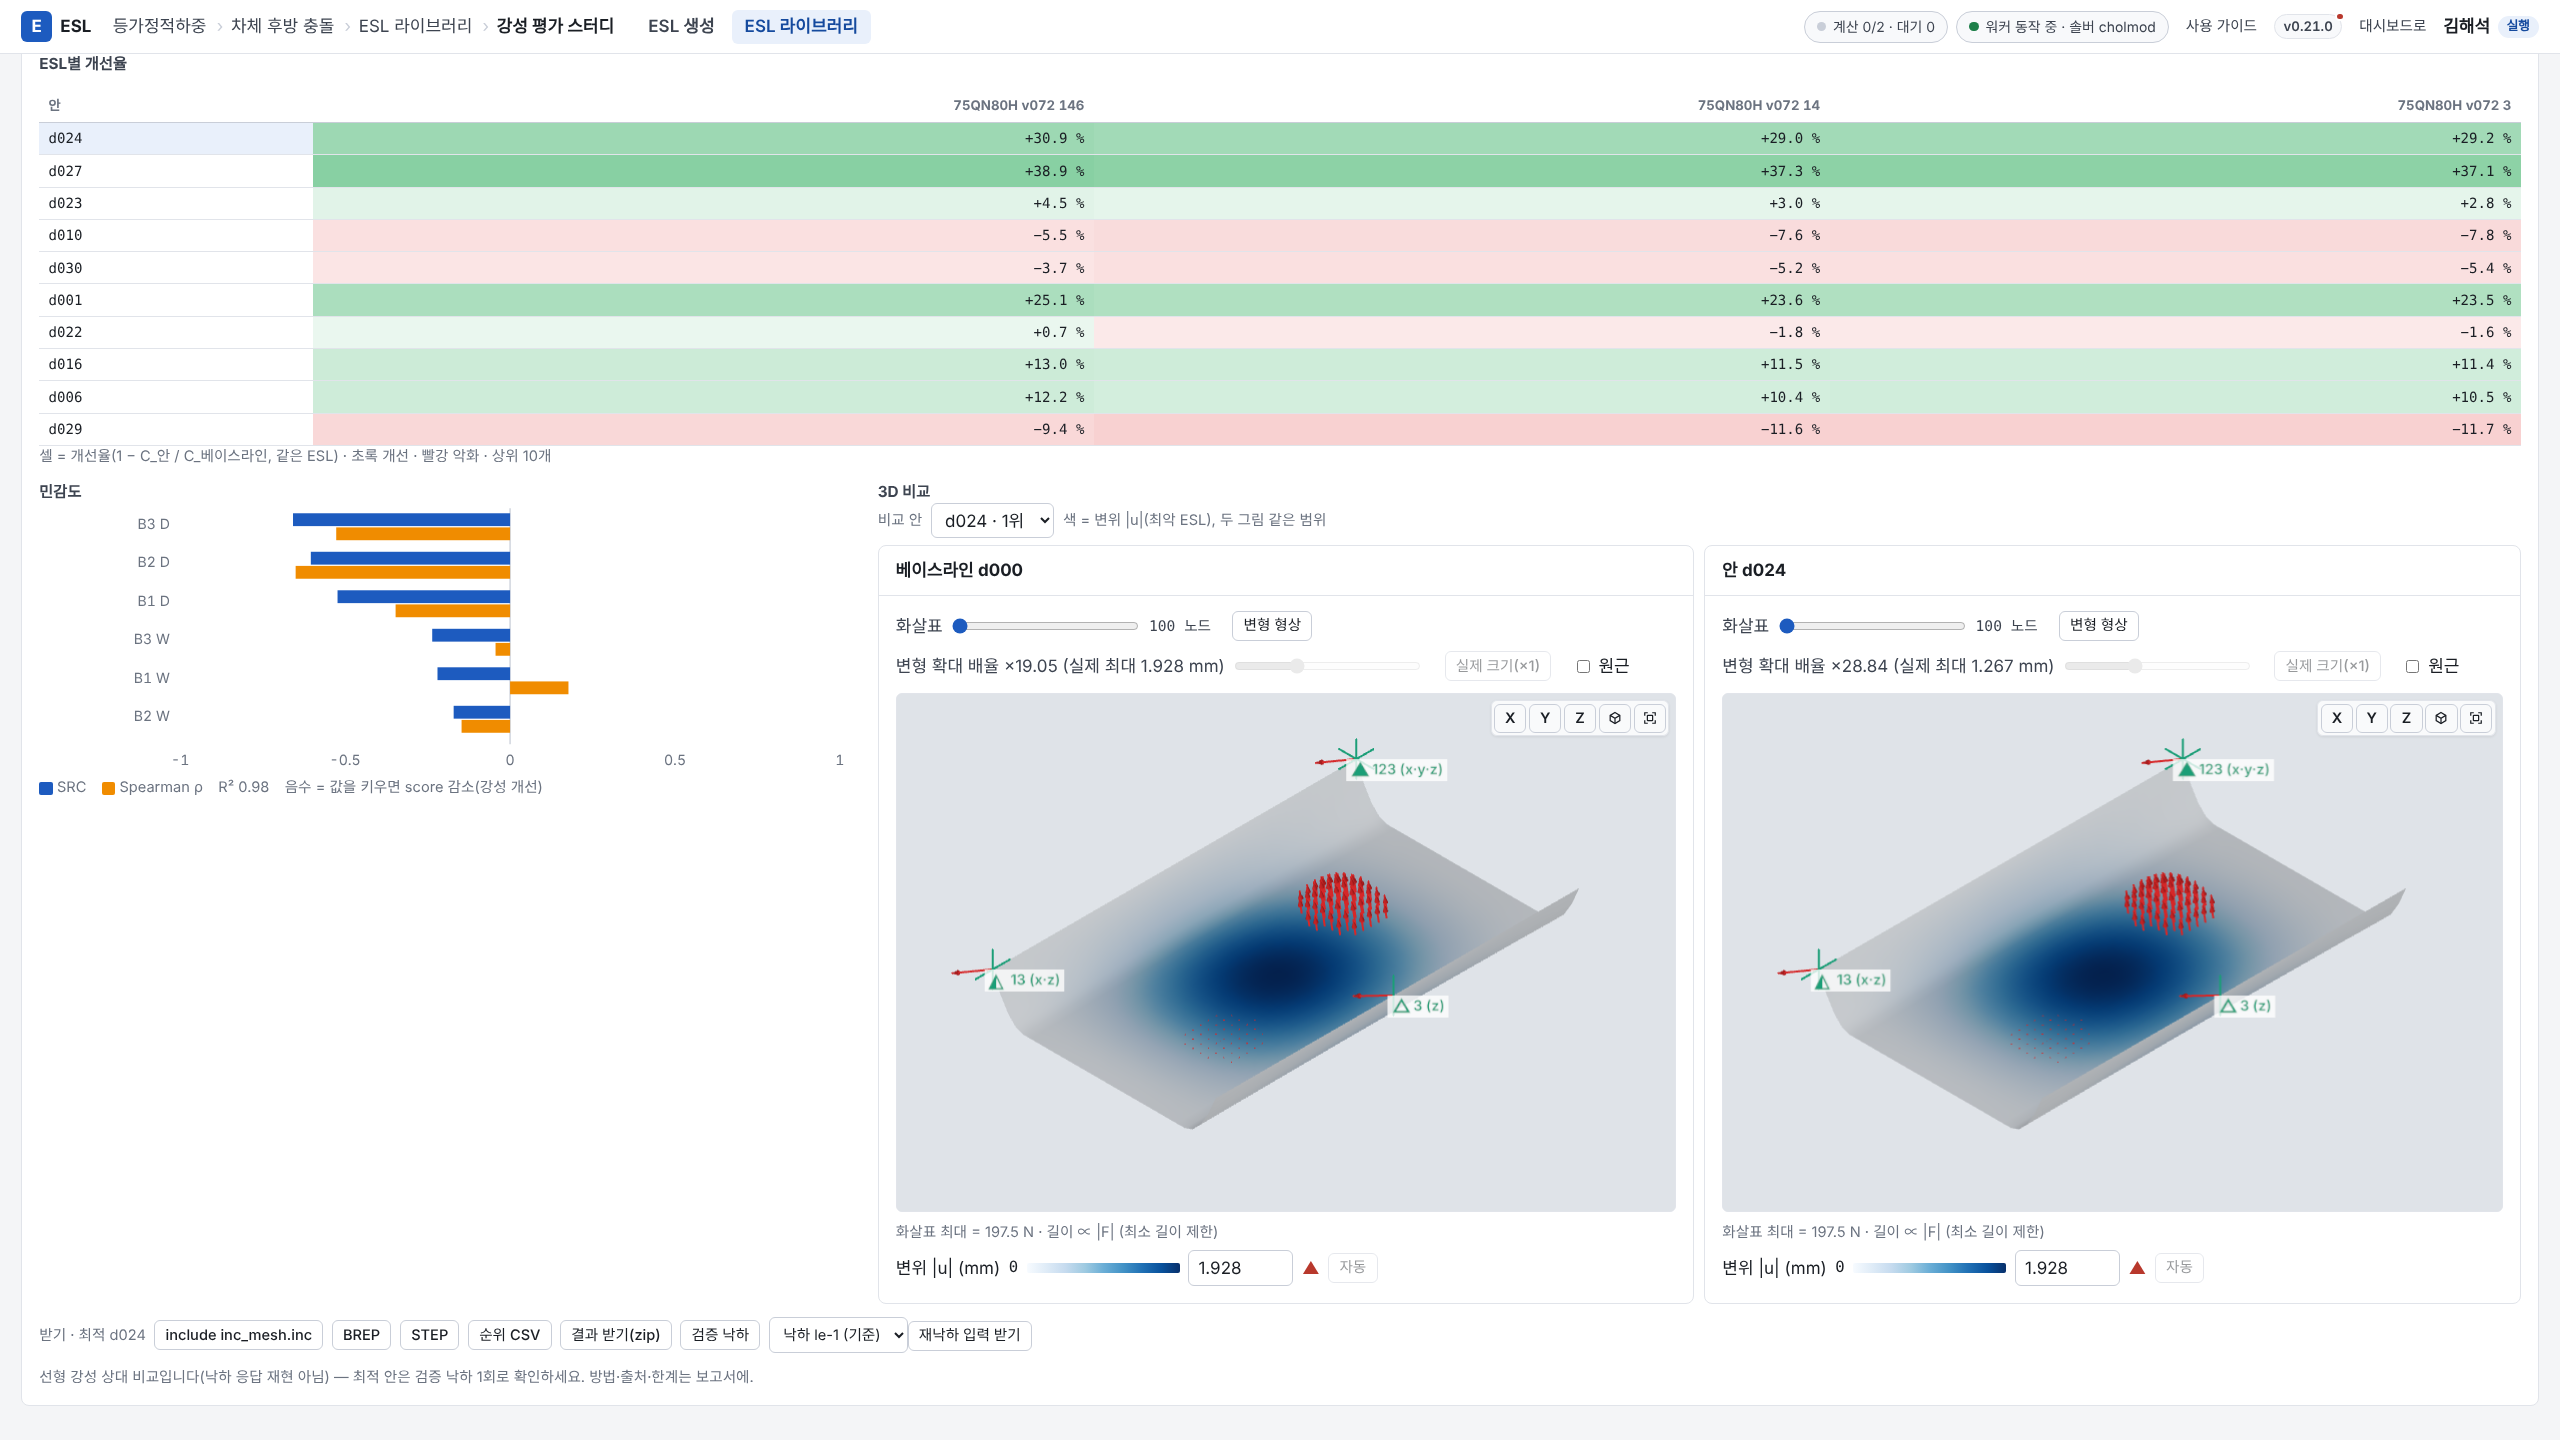 E ESL 등가정적하중 › 차체 후방 충돌 › ESL 라이브러리 › 강성 평가 스터디 ESL 생성 ESL 라이브러리 계산 0/2 · 대기 0 워커 동작 중 · 솔버 cholmod 사용 가이드 v0.21.0 대시보드로 김해석 실행
ESL별 개선율
안 75QN80H v072 146 75QN80H v072 14 75QN80H v072 3
d024 +30.9 % +29.0 % +29.2 %
d027 +38.9 % +37.3 % +37.1 %
d023 +4.5 % +3.0 % +2.8 %
d010 −5.5 % −7.6 % −7.8 %
d030 −3.7 % −5.2 % −5.4 %
d001 +25.1 % +23.6 % +23.5 %
d022 +0.7 % −1.8 % −1.6 %
d016 +13.0 % +11.5 % +11.4 %
d006 +12.2 % +10.4 % +10.5 %
d029 −9.4 % −11.6 % −11.7 %
셀 = 개선율(1 − C_안 / C_베이스라인, 같은 ESL) · 초록 개선 · 빨강 악화 · 상위 10개
민감도
B3 D
B2 D
B1 D
B3 W
B1 W
B2 W
-1 -0.5 0 0.5 1
SRC Spearman ρ R² 0.98 음수 = 값을 키우면 score 감소(강성 개선)
3D 비교
비교 안 d024 · 1위 색 = 변위 |u|(최악 ESL), 두 그림 같은 범위
베이스라인 d000
화살표 100 노드 변형 형상
변형 확대 배율 ×19.05 (실제 최대 1.928 mm) 실제 크기(×1) 원근
X Y Z
123 (x·y·z)
13 (x·z)
3 (z)
화살표 최대 = 197.5 N · 길이 ∝ |F| (최소 길이 제한)
변위 |u| (mm) 0 1.928 자동
안 d024
화살표 100 노드 변형 형상
변형 확대 배율 ×28.84 (실제 최대 1.267 mm) 실제 크기(×1) 원근
X Y Z
123 (x·y·z)
13 (x·z)
3 (z)
화살표 최대 = 197.5 N · 길이 ∝ |F| (최소 길이 제한)
변위 |u| (mm) 0 1.928 자동
받기 · 최적 d024 include inc_mesh.inc BREP STEP 순위 CSV 결과 받기(zip) 검증 낙하 낙하 le-1 (기준) 재낙하 입력 받기
선형 강성 상대 비교입니다(낙하 응답 재현 아님) — 최적 안은 검증 낙하 1회로 확인하세요. 방법·출처·한계는 보고서에.